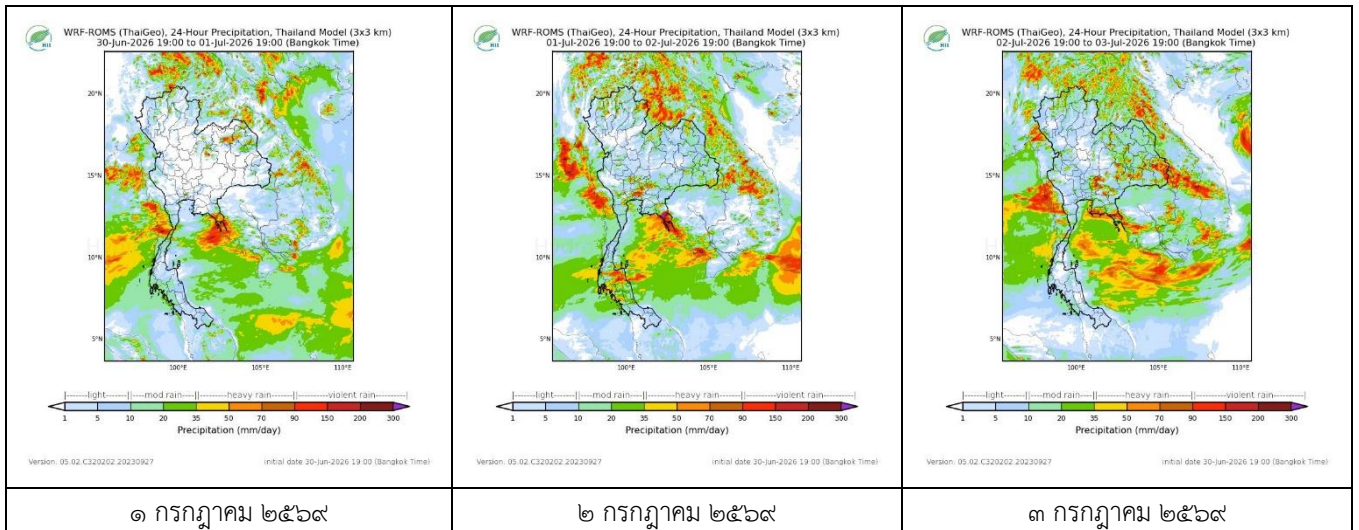 HII
WRF-ROMS (ThaiGeo), 24-Hour Precipitation, Thailand Model (3x3 km)
30-Jun-2026 19:00 to 01-Jul-2026 19:00 (Bangkok Time)
20°N
15°N
10°N
5°N
100°E 105°E 110°E
light mod rain heavy rain violent rain
1 5 10 20 35 50 70 90 150 200 300
Precipitation (mm/day)
Version: 05.02.C320202.20230927 initial date 30-Jun-2026 19:00 (Bangkok Time)
๑ กรกฎาคม ๒๕๖๙
HII
WRF-ROMS (ThaiGeo), 24-Hour Precipitation, Thailand Model (3x3 km)
01-Jul-2026 19:00 to 02-Jul-2026 19:00 (Bangkok Time)
20°N
15°N
10°N
5°N
100°E 105°E 110°E
light mod rain heavy rain violent rain
1 5 10 20 35 50 70 90 150 200 300
Precipitation (mm/day)
Version: 05.02.C320202.20230927 initial date 30-Jun-2026 19:00 (Bangkok Time)
๒ กรกฎาคม ๒๕๖๙
HII
WRF-ROMS (ThaiGeo), 24-Hour Precipitation, Thailand Model (3x3 km)
02-Jul-2026 19:00 to 03-Jul-2026 19:00 (Bangkok Time)
20°N
15°N
10°N
5°N
100°E 105°E 110°E
light mod rain heavy rain violent rain
1 5 10 20 35 50 70 90 150 200 300
Precipitation (mm/day)
Version: 05.02.C320202.20230927 initial date 30-Jun-2026 19:00 (Bangkok Time)
๓ กรกฎาคม ๒๕๖๙